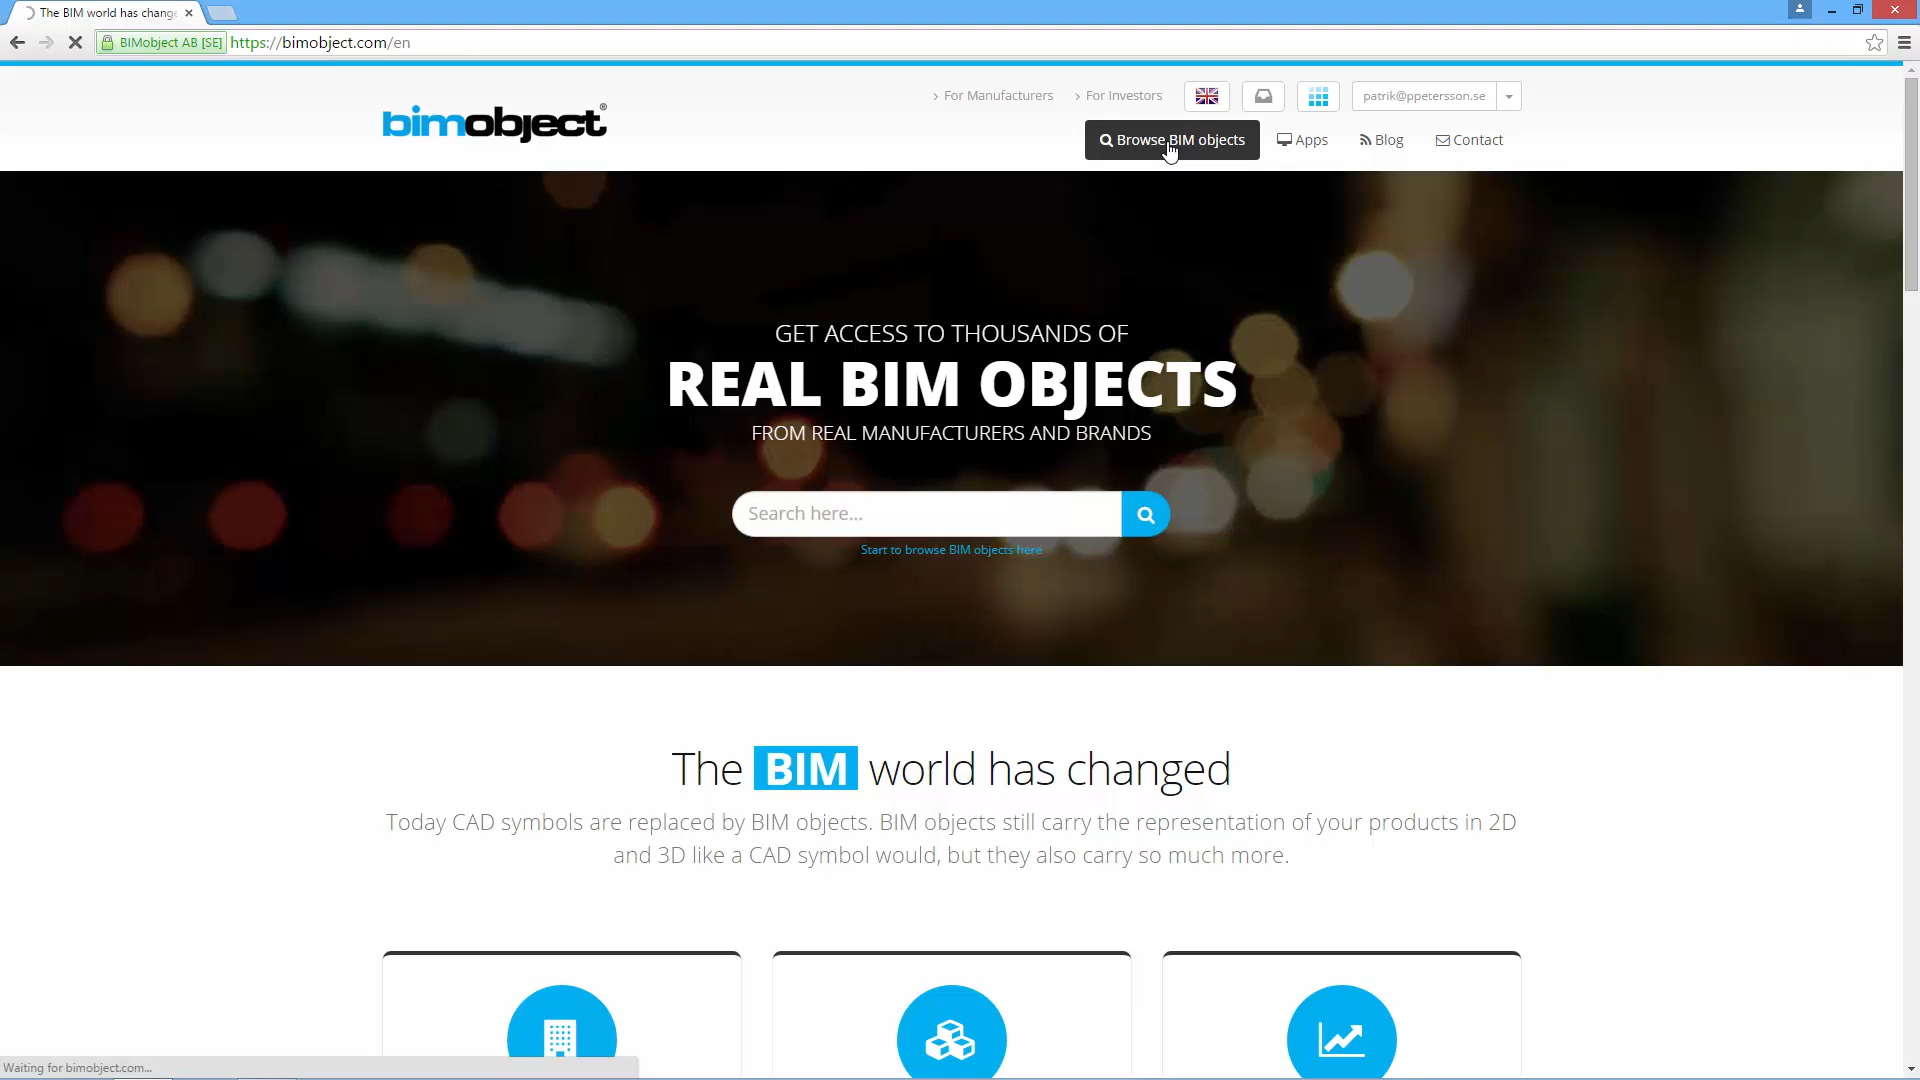 The BIM world has chang
BIMobject AB [SE] https://bimobject.com/en
For Manufacturers
For Investors
patrik@ppetersson.se
bimobject®
Browse BIM objects
Apps
Blog
Contact
GET ACCESS TO THOUSANDS OF
REAL BIM OBJECTS
FROM REAL MANUFACTURERS AND BRANDS
Search here...
Start to browse BIM objects here
The BIM world has changed
Today CAD symbols are replaced by BIM objects. BIM objects still carry the representation of your products in 2D
and 3D like a CAD symbol would, but they also carry so much more.
Waiting for bimobject.com...